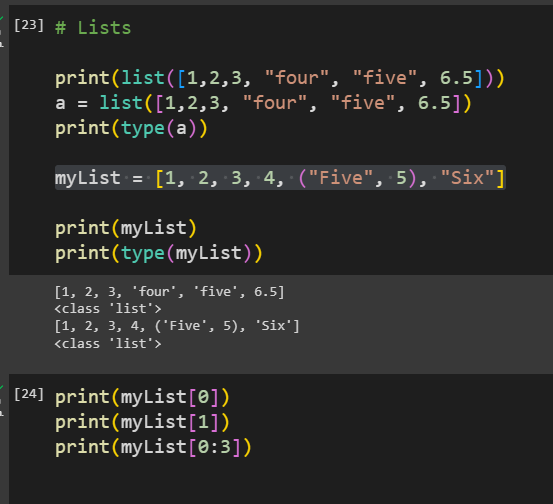 [23] # Lists
print(list([1,2,3, "four", "five", 6.5]))
a = list([1,2,3, "four", "five", 6.5])
print(type(a))
myList = [1, 2, 3, 4, ("Five", 5), "Six"]
print(myList)
print(type(myList))
[1, 2, 3, 'four', 'five', 6.5]
<class 'list'>
[1, 2, 3, 4, ('Five', 5), 'Six']
<class 'list'>
[24] print(myList[0])
print(myList[1])
print(myList[0:3])